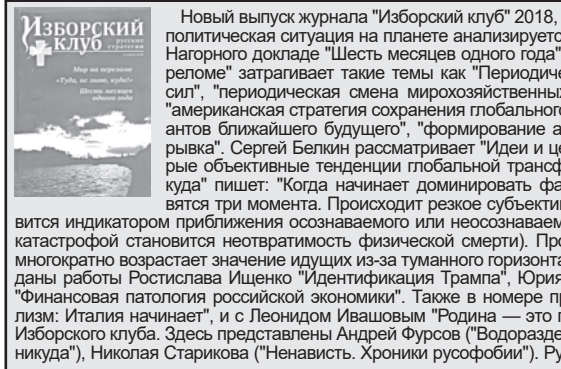 ИЗБОРСКИЙ
КЛУБ
русские
стратегии
Мир на переломе
«Туда, не знаю, куда!»
Шесть месяцев
одного года
Новый выпуск журнала "Изборский клуб" 2018,
политическая ситуация на планете анализируетс
Нагорного докладе "Шесть месяцев одного года"
реломе" затрагивает такие темы как "Периодиче
сил", "периодическая смена мирохозяйственных
"американская стратегия сохранения глобального
антов ближайшего будущего", "формирование а
рывка". Сергей Белкин рассматривает "Идеи и це
рые объективные тенденции глобальной трансф
куда" пишет: "Когда начинает доминировать фа
вятся три момента. Происходит резкое субъектив
вится индикатором приближения осознаваемого или неосознаваем
катастрофой становится неотвратимость физической смерти). Про
многократно возрастает значение идущих из-за туманного горизонта
даны работы Ростислава Ищенко "Идентификация Трампа", Юрия
"Финансовая патология российской экономики". Также в номере пр
лизм: Италия начинает", и с Леонидом Ивашовым "Родина — это г
Изборского клуба. Здесь представлены Андрей Фурсов ("Водоразде
никуда"), Николая Старикова ("Ненависть. Хроники русофобии"). Ру